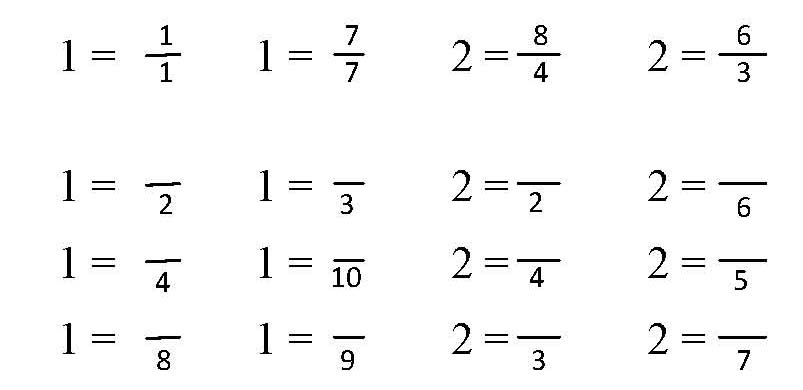 1 = 1/1 1 = 7/7 2 = 8/4 2 = 6/3
1 = /2 1 = /3 2 = /2 2 = /6
1 = /4 1 = /10 2 = /4 2 = /5
1 = /8 1 = /9 2 = /3 2 = /7